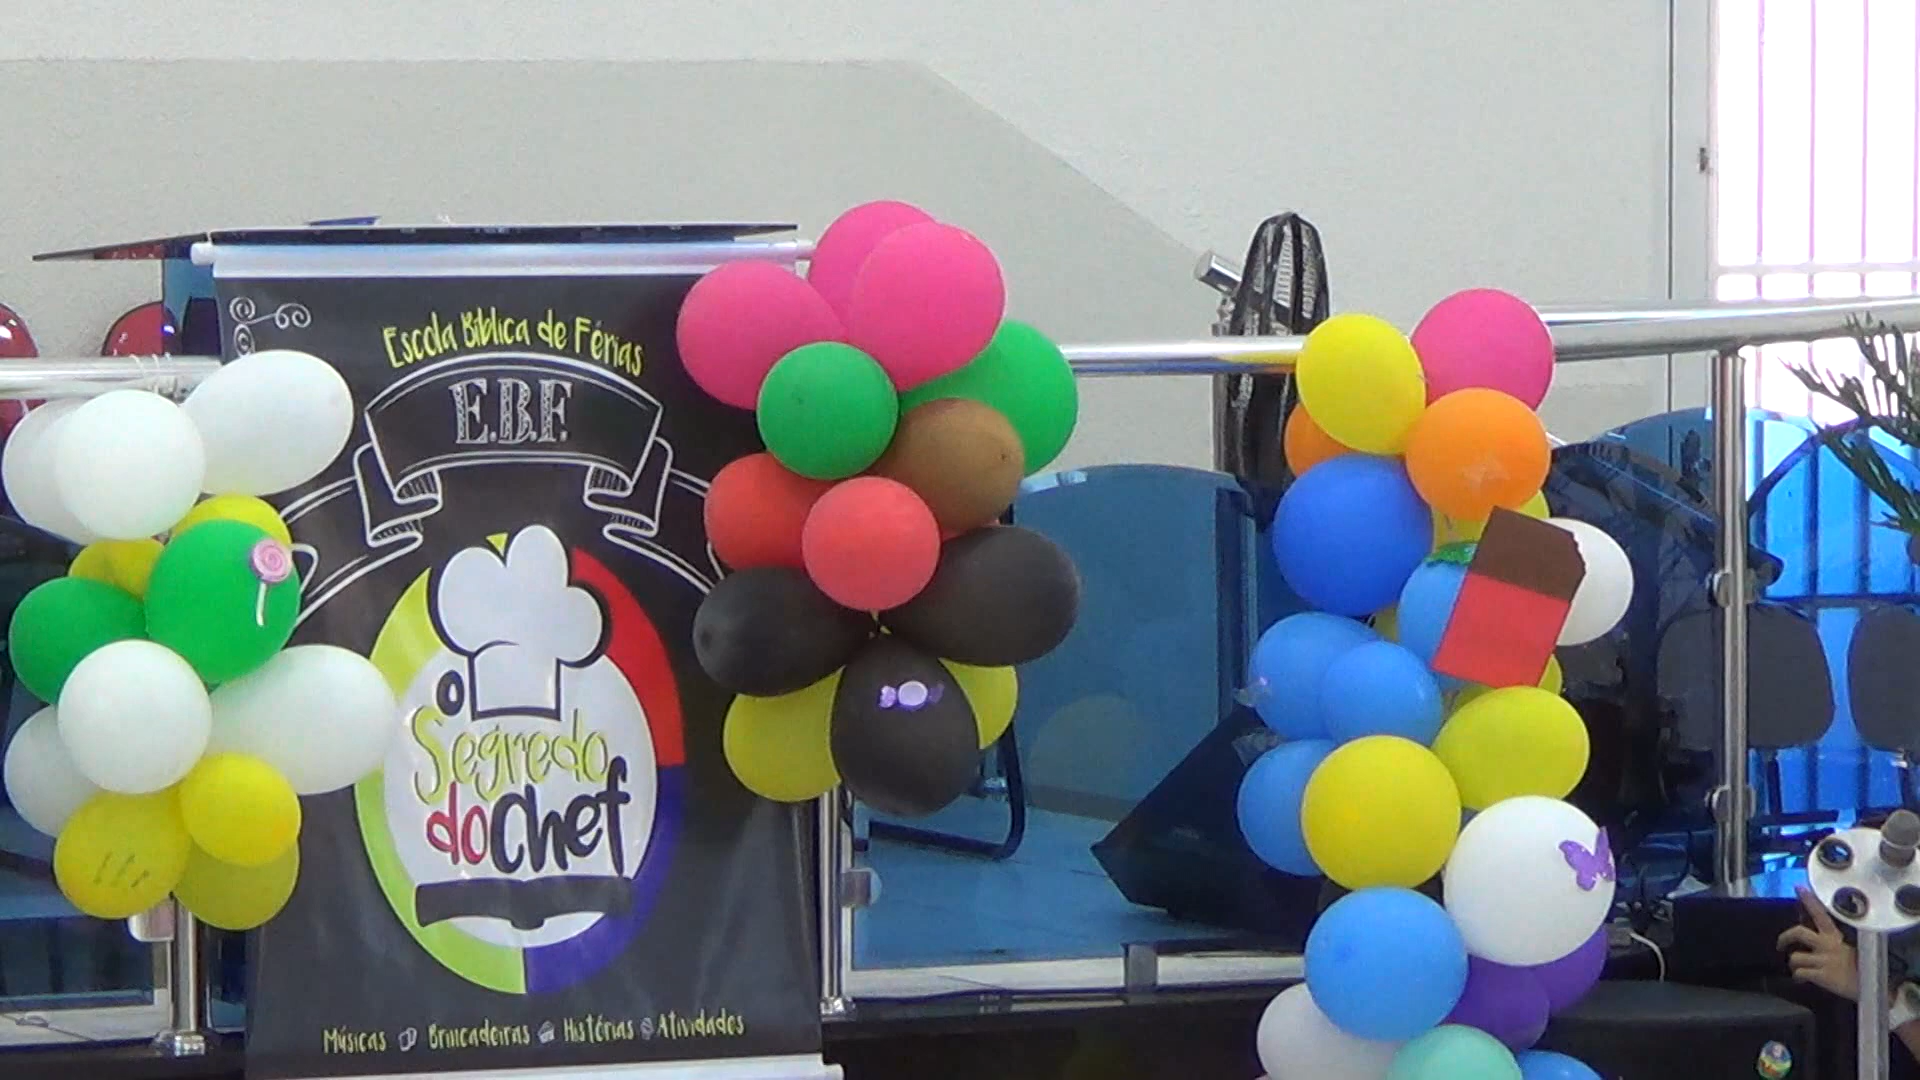 Escola Bíblica de Férias
E.B.F.
O
Segredo
do Chef
Músicas Brincadeiras Histórias Atividades